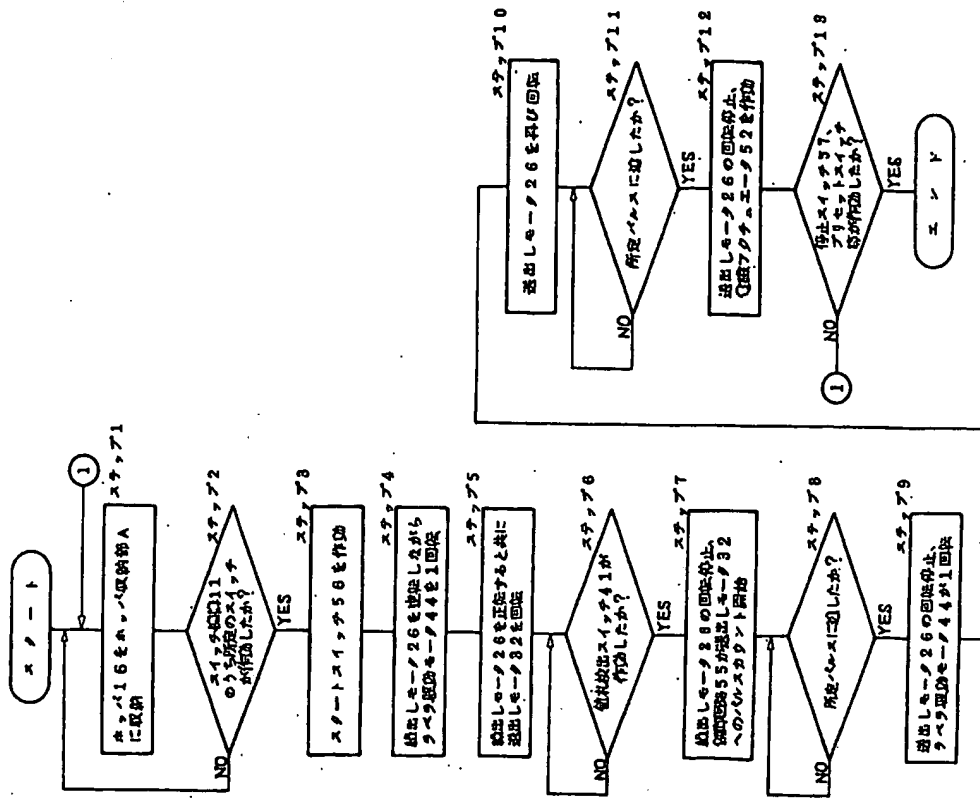 スタート
1
ステップ1
ホッパ16をホッパ収納部A
に収納
ステップ2
のうち所定のスイッチ
が作動したか?
NO
YES
ステップ3
スタートスイッチ56を作動
ステップ4
繰出しモータ26を逆転しながら
ラベラ駆動モータ44を1回転
ステップ5
繰出しモータ26を正転すると共に
送出しモータ32を回転
ステップ6
値札検出スイッチ41が
作動したか?
NO
YES
ステップ7
繰出しモータ26の回転停止、
制御回路55が送出しモータ32
へのパルスカウント開始
ステップ8
所定パルスに達したか?
NO
YES
ステップ9
送出しモータ26の回転停止、
ラベラ駆動モータ44が1回転
ステップ10
送出しモータ26を再び回転
ステップ11
所定パルスに達したか?
NO
YES
ステップ12
送出しモータ26の回転停止、
アクチュエータ52を作動
ステップ13
停止スイッチ57、
プリセットスイッチ
等が作動したか?
NO
1
YES
エンド